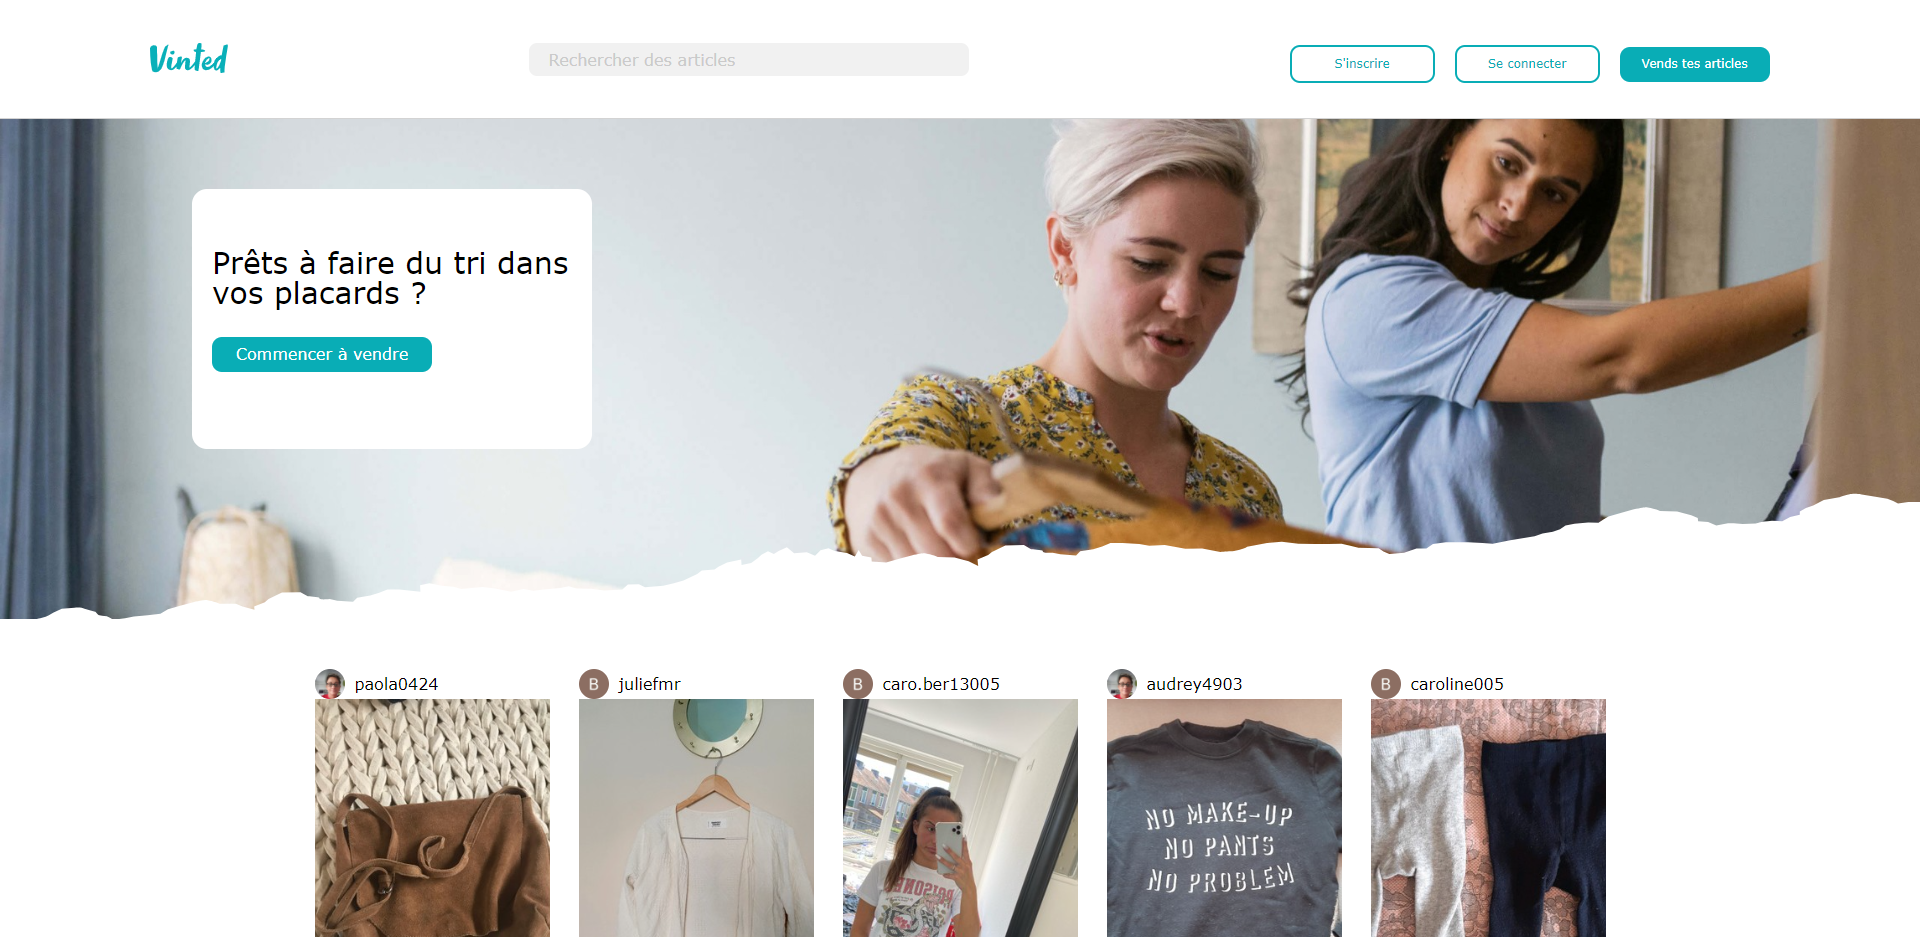 Vinted
Rechercher des articles
S'inscrire
Se connecter
Vends tes articles
Prêts à faire du tri dans
vos placards ?
Commencer à vendre
paola0424
B
juliefmr
B
caro.ber13005
audrey4903
B
caroline005
NO MAKE-UP
NO PANTS
NO PROBLEM